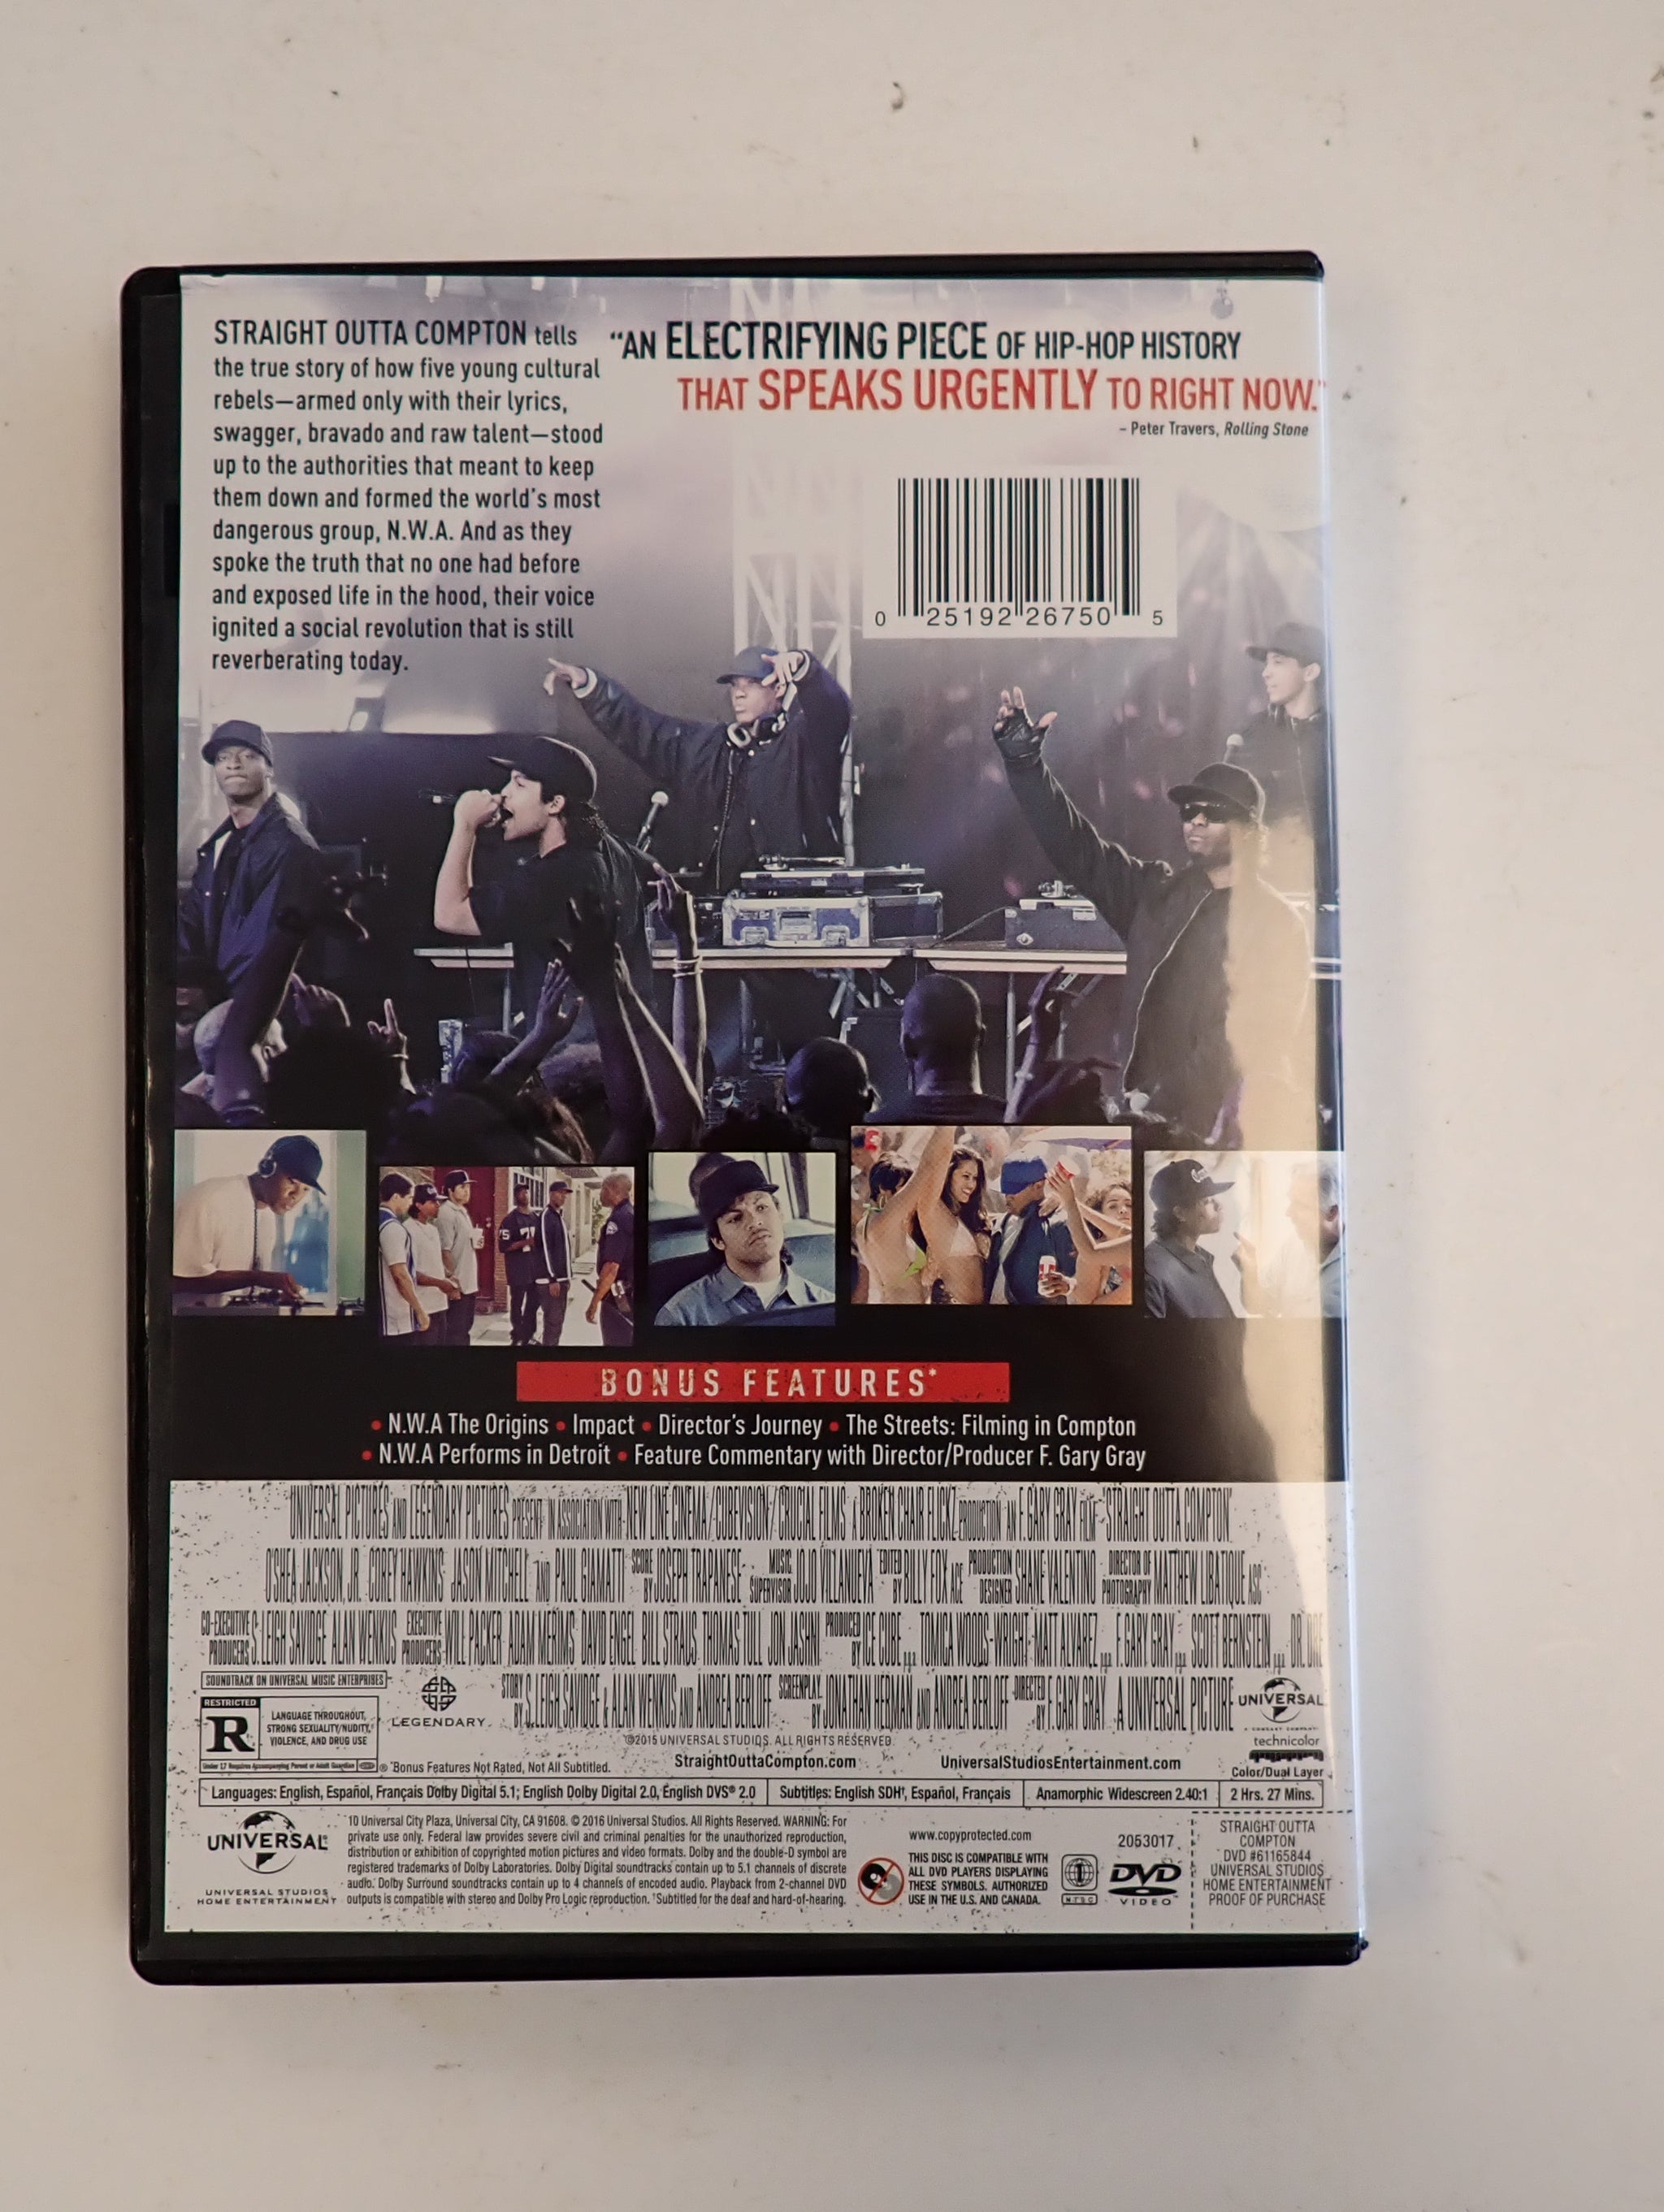 STRAIGHT OUTTA COMPTON tells
the true story of how five young cultural
rebels—armed only with their lyrics,
swagger, bravado and raw talent—stood
up to the authorities that meant to keep
them down and formed the world's most
dangerous group, N.W.A. And as they
spoke the truth that no one had before
and exposed life in the hood, their voice
ignited a social revolution that is still
reverberating today.
“AN ELECTRIFYING PIECE OF HIP-HOP HISTORY
THAT SPEAKS URGENTLY TO RIGHT NOW.”
– Peter Travers, Rolling Stone
0 25192 26750 5
BONUS FEATURES*
• N.W.A The Origins • Impact • Director's Journey • The Streets: Filming in Compton
• N.W.A Performs in Detroit • Feature Commentary with Director/Producer F. Gary Gray
UNIVERSAL PICTURES AND LEGENDARY PICTURES PRESENT IN ASSOCIATION WITH NEW LINE CINEMA/CUBEVISION/CRUCIAL FILMS A BROKEN CHAIR FLICKZ PRODUCTION AN F. GARY GRAY FILM "STRAIGHT OUTTA COMPTON"
O'SHEA JACKSON, JR. COREY HAWKINS JASON MITCHELL AND PAUL GIAMATTI SCORE BY JOSEPH TRAPANESE MUSIC SUPERVISOR JOJO VILLANUEVA EDITED BY BILLY FOX ACE PRODUCTION DESIGNER SHANE VALENTINO DIRECTOR OF PHOTOGRAPHY MATTHEW LIBATIQUE ASC
CO-EXECUTIVE PRODUCERS S. LEIGH SAVIDGE ALAN WENKUS EXECUTIVE PRODUCERS WILL PACKER ADAM MERIMS DAVID ENGEL BILL STRAUS THOMAS TULL JON JASHNI PRODUCED BY ICE CUBE p.g.a. TOMICA WOODS-WRIGHT MATT ALVAREZ p.g.a. F. GARY GRAY p.g.a. SCOTT BERNSTEIN p.g.a. DR. DRE
SOUNDTRACK ON UNIVERSAL MUSIC ENTERPRISES
STORY BY S. LEIGH SAVIDGE & ALAN WENKUS AND ANDREA BERLOFF SCREENPLAY BY JONATHAN HERMAN AND ANDREA BERLOFF DIRECTED BY F. GARY GRAY A UNIVERSAL PICTURE
LEGENDARY
UNIVERSAL
A COMCAST COMPANY
technicolor
Color/Dual Layer
RESTRICTED
R
LANGUAGE THROUGHOUT,
STRONG SEXUALITY/NUDITY,
VIOLENCE, AND DRUG USE
Under 17 Requires Accompanying Parent or Adult Guardian
®
©2015 UNIVERSAL STUDIOS. ALL RIGHTS RESERVED.
*Bonus Features Not Rated, Not All Subtitled.
StraightOuttaCompton.com
UniversalStudiosEntertainment.com
Languages: English, Español, Français Dolby Digital 5.1; English Dolby Digital 2.0, English DVS® 2.0
Subtitles: English SDH†, Español, Français
Anamorphic Widescreen 2.40:1
2 Hrs. 27 Mins.
UNIVERSAL
UNIVERSAL STUDIOS
HOME ENTERTAINMENT
10 Universal City Plaza, Universal City, CA 91608. © 2016 Universal Studios. All Rights Reserved. WARNING: For
private use only. Federal law provides severe civil and criminal penalties for the unauthorized reproduction,
distribution or exhibition of copyrighted motion pictures and video formats. Dolby and the double-D symbol are
registered trademarks of Dolby Laboratories. Dolby Digital soundtracks contain up to 5.1 channels of discrete
audio. Dolby Surround soundtracks contain up to 4 channels of encoded audio. Playback from 2-channel DVD
outputs is compatible with stereo and Dolby Pro Logic reproduction. †Subtitled for the deaf and hard-of-hearing.
www.copyprotected.com
THIS DISC IS COMPATIBLE WITH
ALL DVD PLAYERS DISPLAYING
THESE SYMBOLS. AUTHORIZED
USE IN THE U.S. AND CANADA.
1
NTSC
2053017
DVD
VIDEO
STRAIGHT OUTTA
COMPTON
DVD #61165844
UNIVERSAL STUDIOS
HOME ENTERTAINMENT
PROOF OF PURCHASE